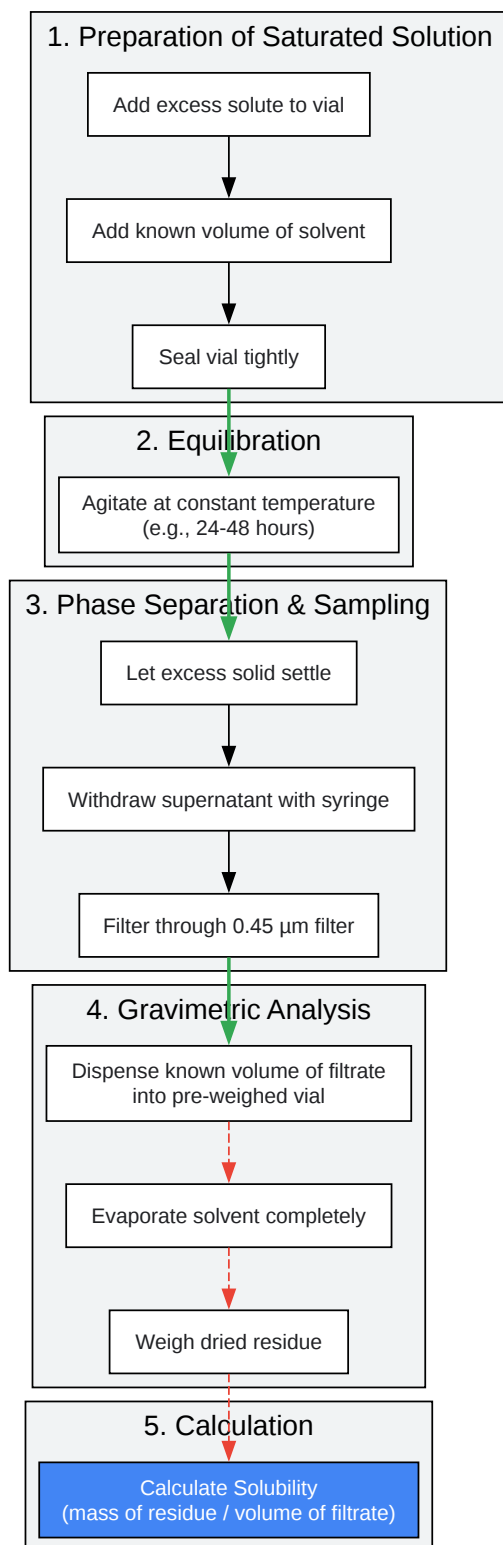 1. Preparation of Saturated Solution
Add excess solute to vial
Add known volume of solvent
Seal vial tightly
2. Equilibration
Agitate at constant temperature
(e.g., 24-48 hours)
3. Phase Separation & Sampling
Let excess solid settle
Withdraw supernatant with syringe
Filter through 0.45 µm filter
4. Gravimetric Analysis
Dispense known volume of filtrate
into pre-weighed vial
Evaporate solvent completely
Weigh dried residue
5. Calculation
Calculate Solubility
(mass of residue / volume of filtrate)